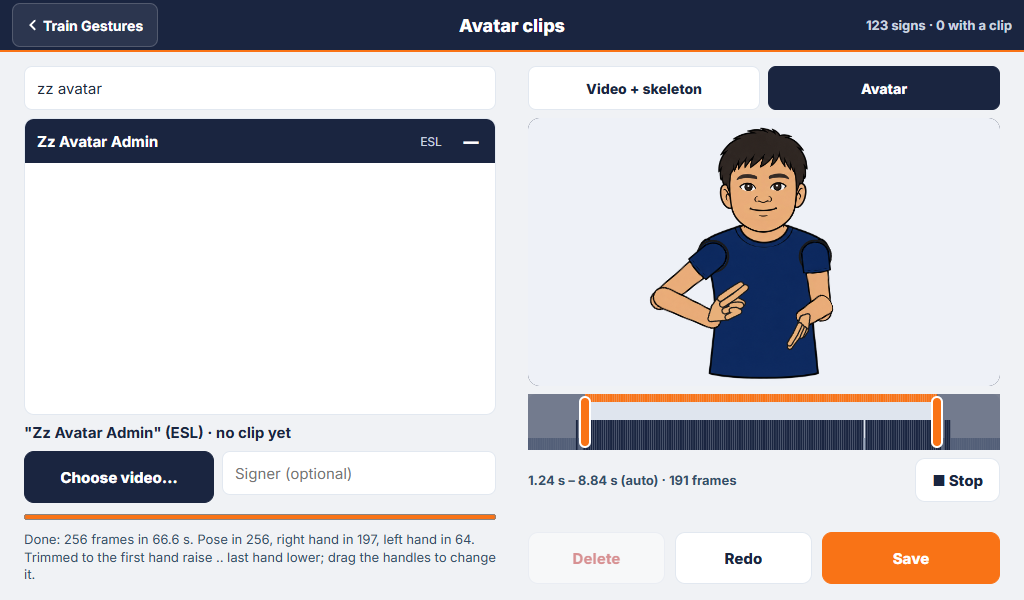 Train Gestures
Avatar clips
123 signs · 0 with a clip
zz avatar
Video + skeleton
Avatar
Zz Avatar Admin
ESL
"Zz Avatar Admin" (ESL) · no clip yet
Choose video...
Signer (optional)
1.24 s – 8.84 s (auto) · 191 frames
Stop
Done: 256 frames in 66.6 s. Pose in 256, right hand in 197, left hand in 64.
Trimmed to the first hand raise .. last hand lower; drag the handles to change
it.
Delete
Redo
Save